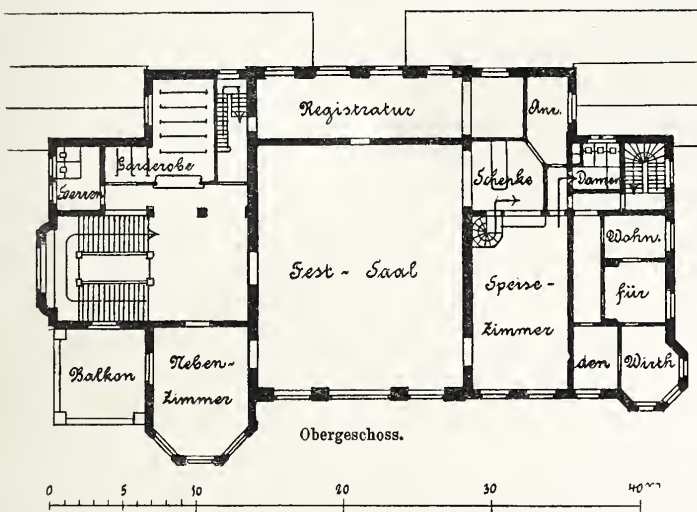 Registratur
Anr.
Garderobe
Herren
Schenke
Damen
Wohn.
Fest-Saal
Speise-
zimmer
für
den Wirth
Balkon
Neben-
zimmer
Obergeschoss.
0 5 10 20 30 40 m